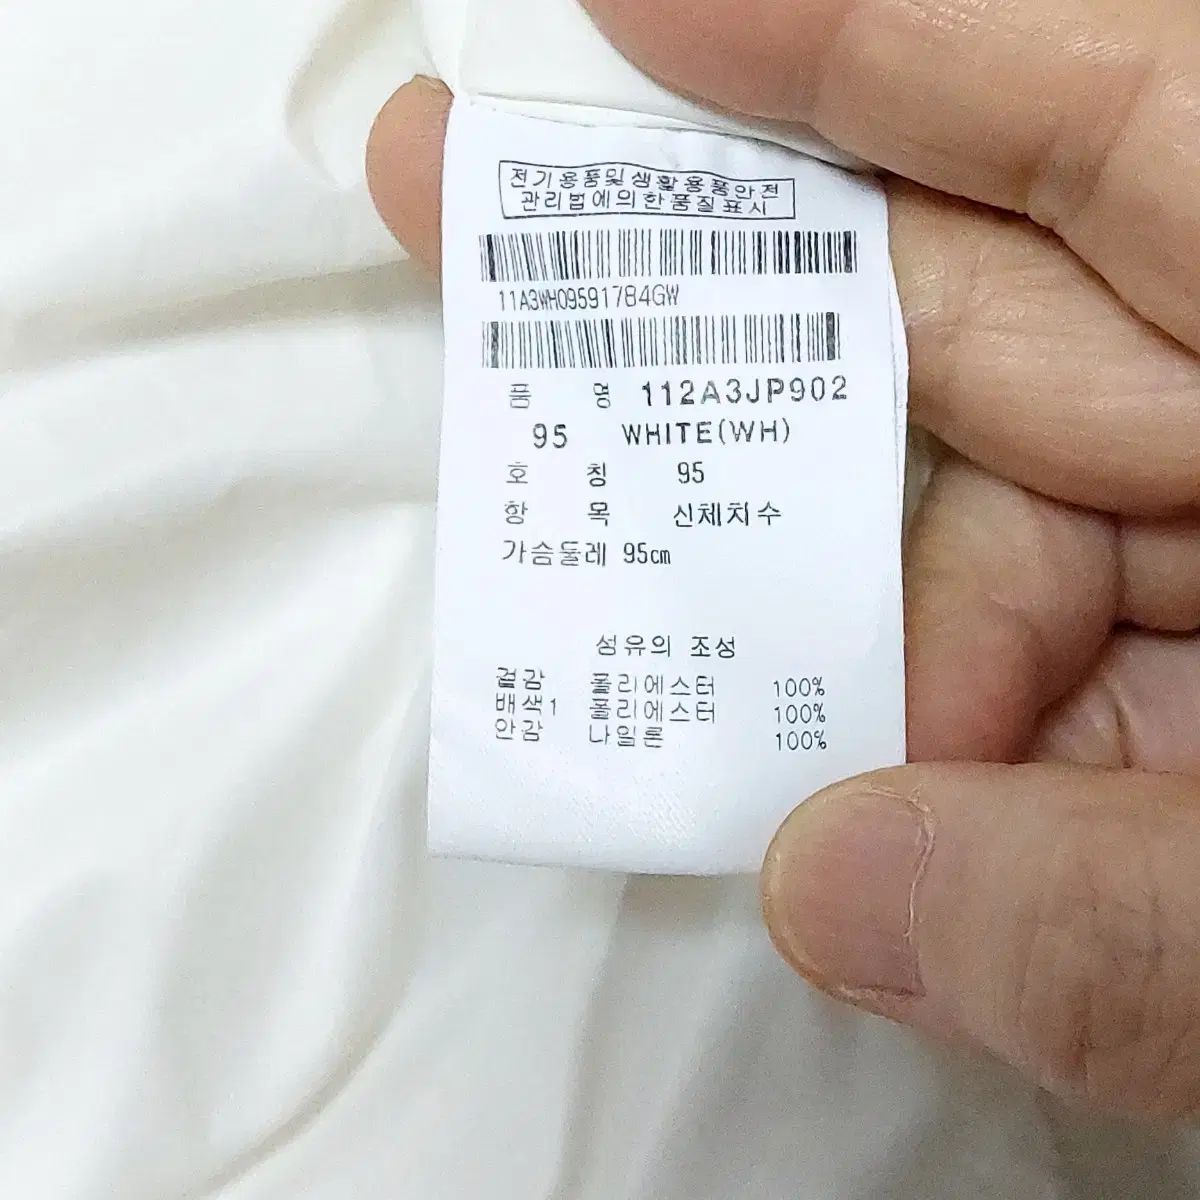 전기용품및생활용품안전
관리법에의한품질표시
11A3WH09591784GW
품 명 112A3JP902
95 WHITE(WH)
호 칭 95
항 목 신체치수
가슴둘레 95cm
섬유의 조성
겉감 폴리에스터 100%
배색1 폴리에스터 100%
안감 나일론 100%